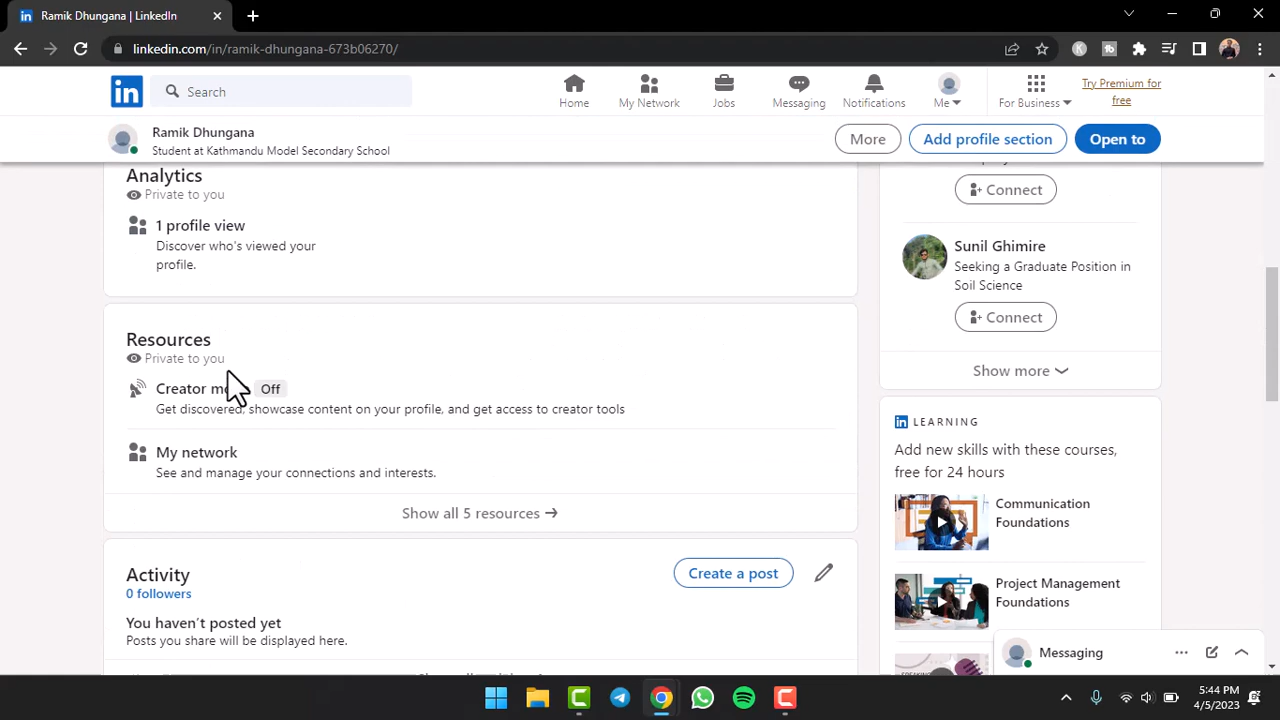 Ramik Dhungana | LinkedIn
linkedin.com/in/ramik-dhungana-673b06270/
in
Search
Home
My Network
Jobs
Messaging
Notifications
Me
For Business
Try Premium for
free
Ramik Dhungana
Student at Kathmandu Model Secondary School
More
Add profile section
Open to
Analytics
Private to you
1 profile view
Discover who's viewed your
profile.
Resources
Private to you
Creator Off
Get discovered, showcase content on your profile, and get access to creator tools
My network
See and manage your connections and interests.
Show all 5 resources →
Activity
0 followers
Create a post
You haven't posted yet
Posts you share will be displayed here.
Connect
Sunil Ghimire
Seeking a Graduate Position in
Soil Science
Connect
Show more
in LEARNING
Add new skills with these courses,
free for 24 hours
Communication
Foundations
Project Management
Foundations
Messaging
5:44 PM
4/5/2023